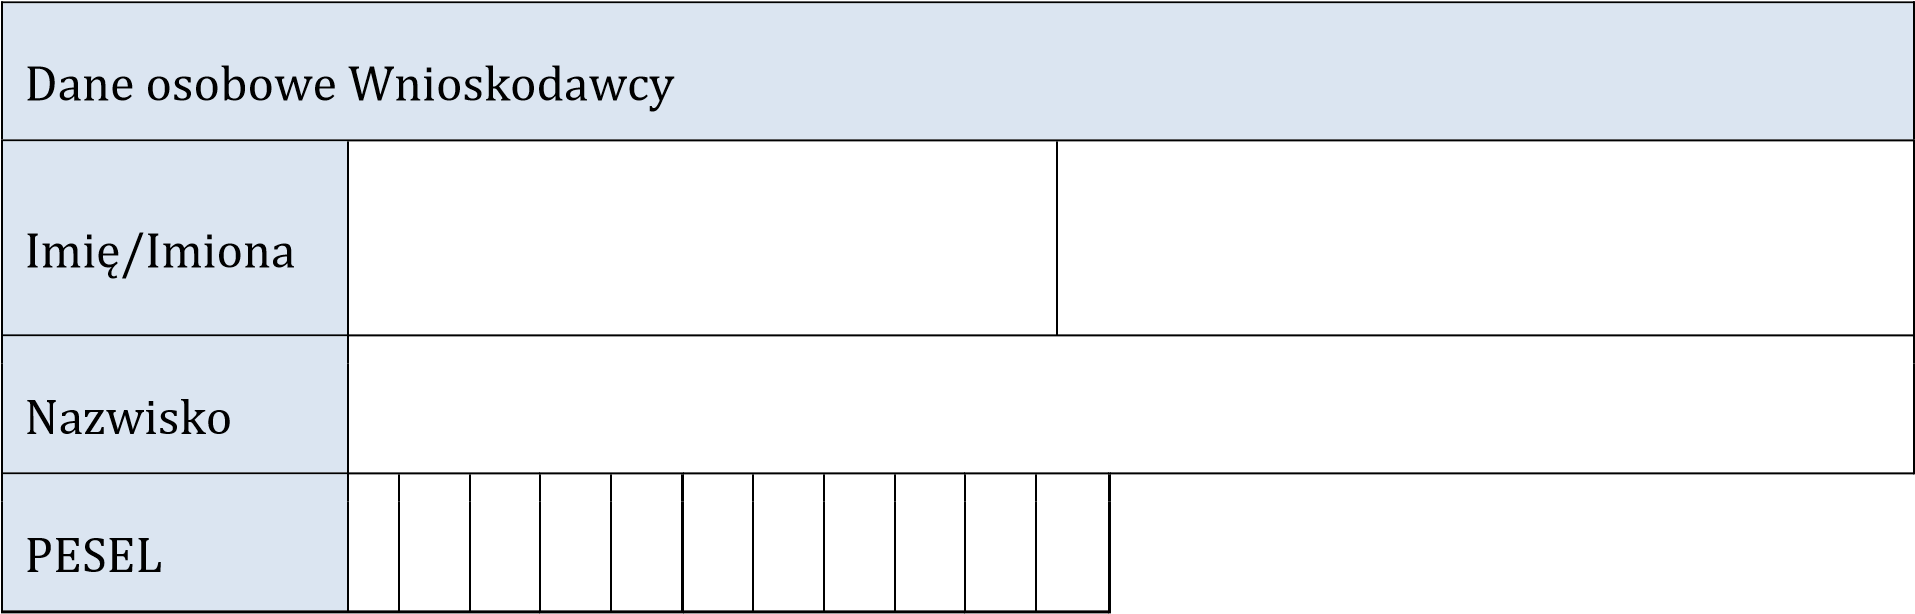 Dane osobowe Wnioskodawcy
Imię/Imiona
Nazwisko
PESEL